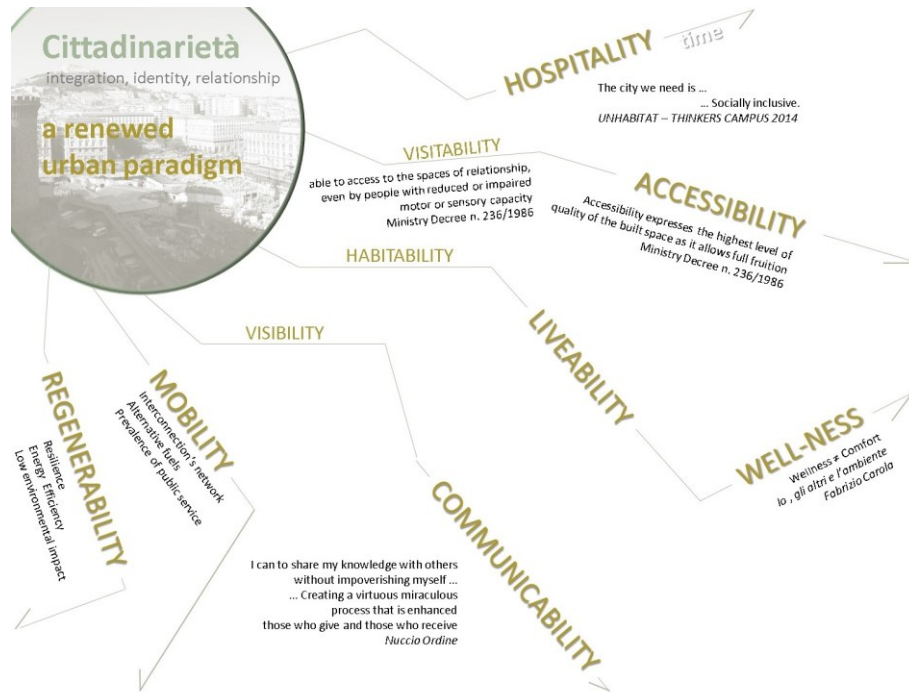 Cittadinarietà
integration, identity, relationship
a renewed
urban paradigm
HOSPITALITY
time
The city we need is ...
... Socially inclusive.
UNHABITAT – THINKERS CAMPUS 2014
VISITABILITY
able to access to the spaces of relationship,
even by people with reduced or impaired
motor or sensory capacity
Ministry Decree n. 236/1986
ACCESSIBILITY
Accessibility expresses the highest level of
quality of the built space as it allows full fruition
Ministry Decree n. 236/1986
HABITABILITY
LIVEABILITY
WELL-NESS
Wellness ≠ Comfort
Io , gli altri e l'ambiente
Fabrizio Carola
VISIBILITY
COMMUNICABILITY
I can to share my knowledge with others
without impoverishing myself ...
... Creating a virtuous miraculous
process that is enhanced
those who give and those who receive
Nuccio Ordine
MOBILITY
Interconnection's network
Alternative fuels
Prevalence of public service
REGENERABILITY
Resilience
Energy Efficiency
Low environmental impact